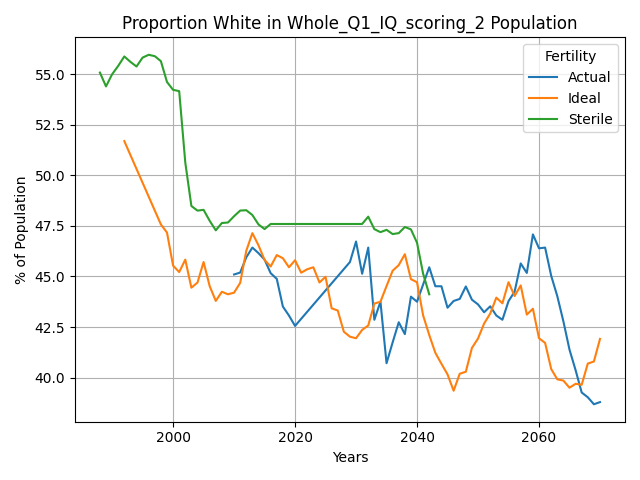 Proportion White in Whole_Q1_IQ_scoring_2 Population
% of Population
55.0
52.5
50.0
47.5
45.0
42.5
40.0
Fertility
Actual
Ideal
Sterile
2000
2020
2040
2060
Years